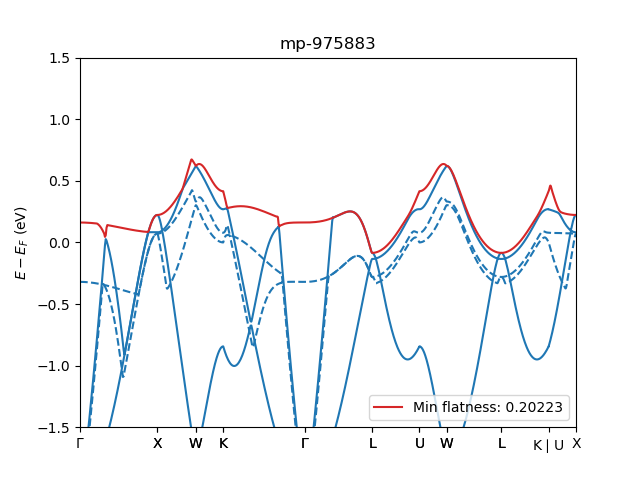 mp-975883
1.5
1.0
0.5
0.0
−0.5
−1.0
−1.5
E − E_F (eV)
Min flatness: 0.20223
Γ X W K Γ L U W L K | U X